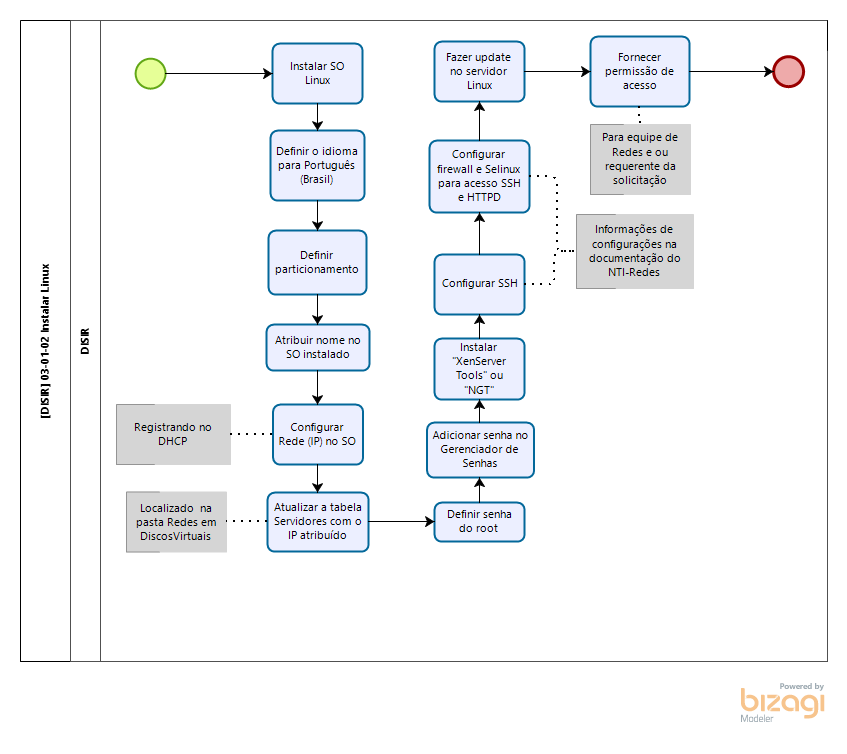 [DISIR] 03-01-02 Instalar Linux
DISIR
Instalar SO
Linux
Definir o idioma
para Português
(Brasil)
Definir
particionamento
Atribuir nome no
SO instalado
Configurar
Rede (IP) no SO
Registrando no
DHCP
Atualizar a tabela
Servidores com o
IP atribuído
Localizado na
pasta Redes em
DiscosVirtuais
Definir senha
do root
Adicionar senha no
Gerenciador de
Senhas
Instalar
"XenServer
Tools" ou
"NGT"
Configurar SSH
Configurar
firewall e Selinux
para acesso SSH
e HTTPD
Informações de
configurações na
documentação do
NTI-Redes
Fazer update
no servidor
Linux
Fornecer
permissão de
acesso
Para equipe de
Redes e ou
requerente da
solicitação
Powered by
bizagi
Modeler